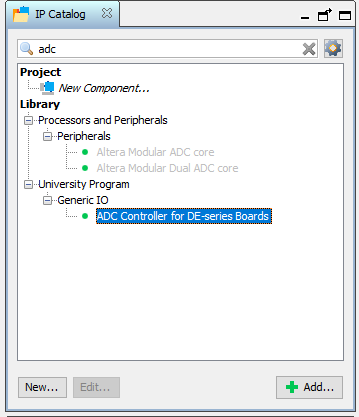 IP Catalog
adc
Project
New Component...
Library
Processors and Peripherals
Peripherals
Altera Modular ADC core
Altera Modular Dual ADC core
University Program
Generic IO
ADC Controller for DE-series Boards
New... Edit... Add...